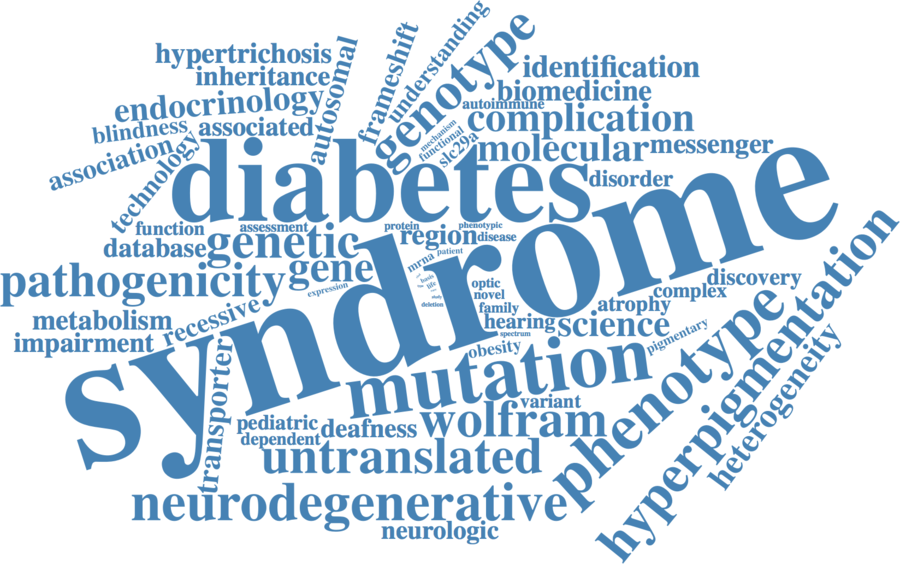 understanding
frameshift
genotype
hypertrichosis
autosomal
identification
inheritance
biomedicine
endocrinology
autoimmune
complication
blindness
associated
mechanism
functional
slc29a
molecular
messenger
association
technology
diabetes
disorder
syndrome
function
assessment
protein
phenotypic
database
genetic
region
disease
patient
mrna
pathogenicity
gene
basis
life
optic
discovery
expression
novel
complex
study
deletion
family
atrophy
metabolism
recessive
hearing
science
hyperpigmentation
impairment
spectrum
pigmentary
obesity
mutation
phenotype
transporter
variant
heterogeneity
pediatric
deafness
wolfram
dependent
untranslated
neurodegenerative
neurologic